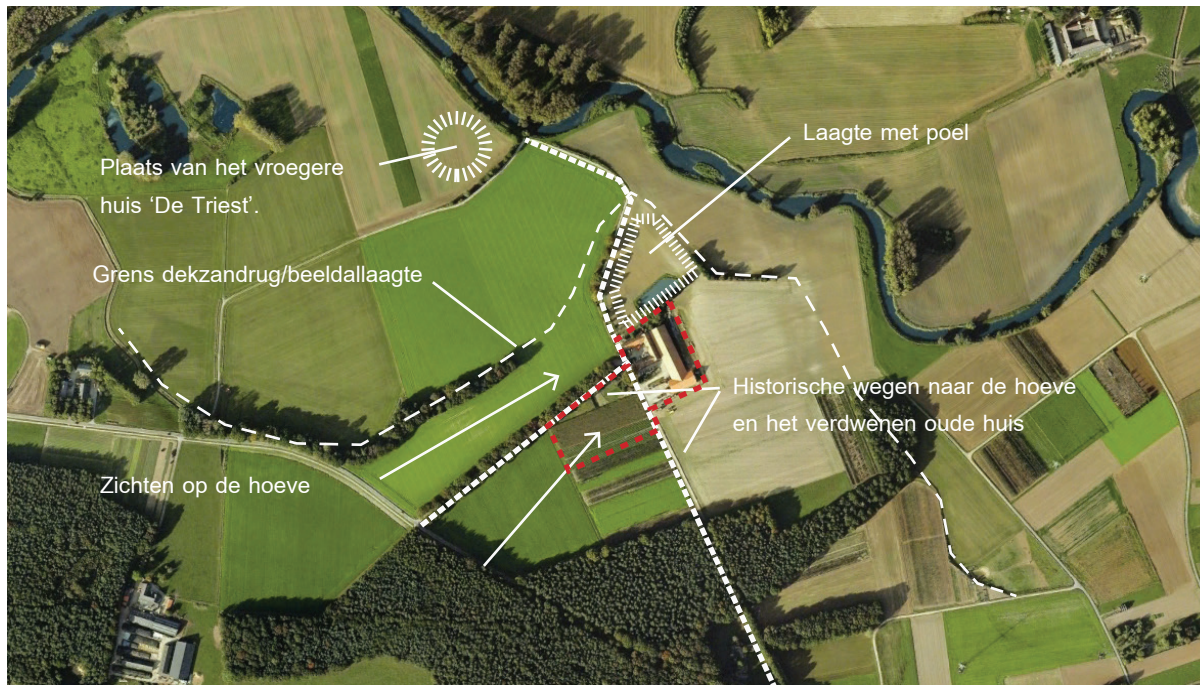 Laagte met poel
Plaats van het vroegere
huis ‘De Triest’.
Grens dekzandrug/beeldallaagte
Historische wegen naar de hoeve
en het verdwenen oude huis
Zichten op de hoeve